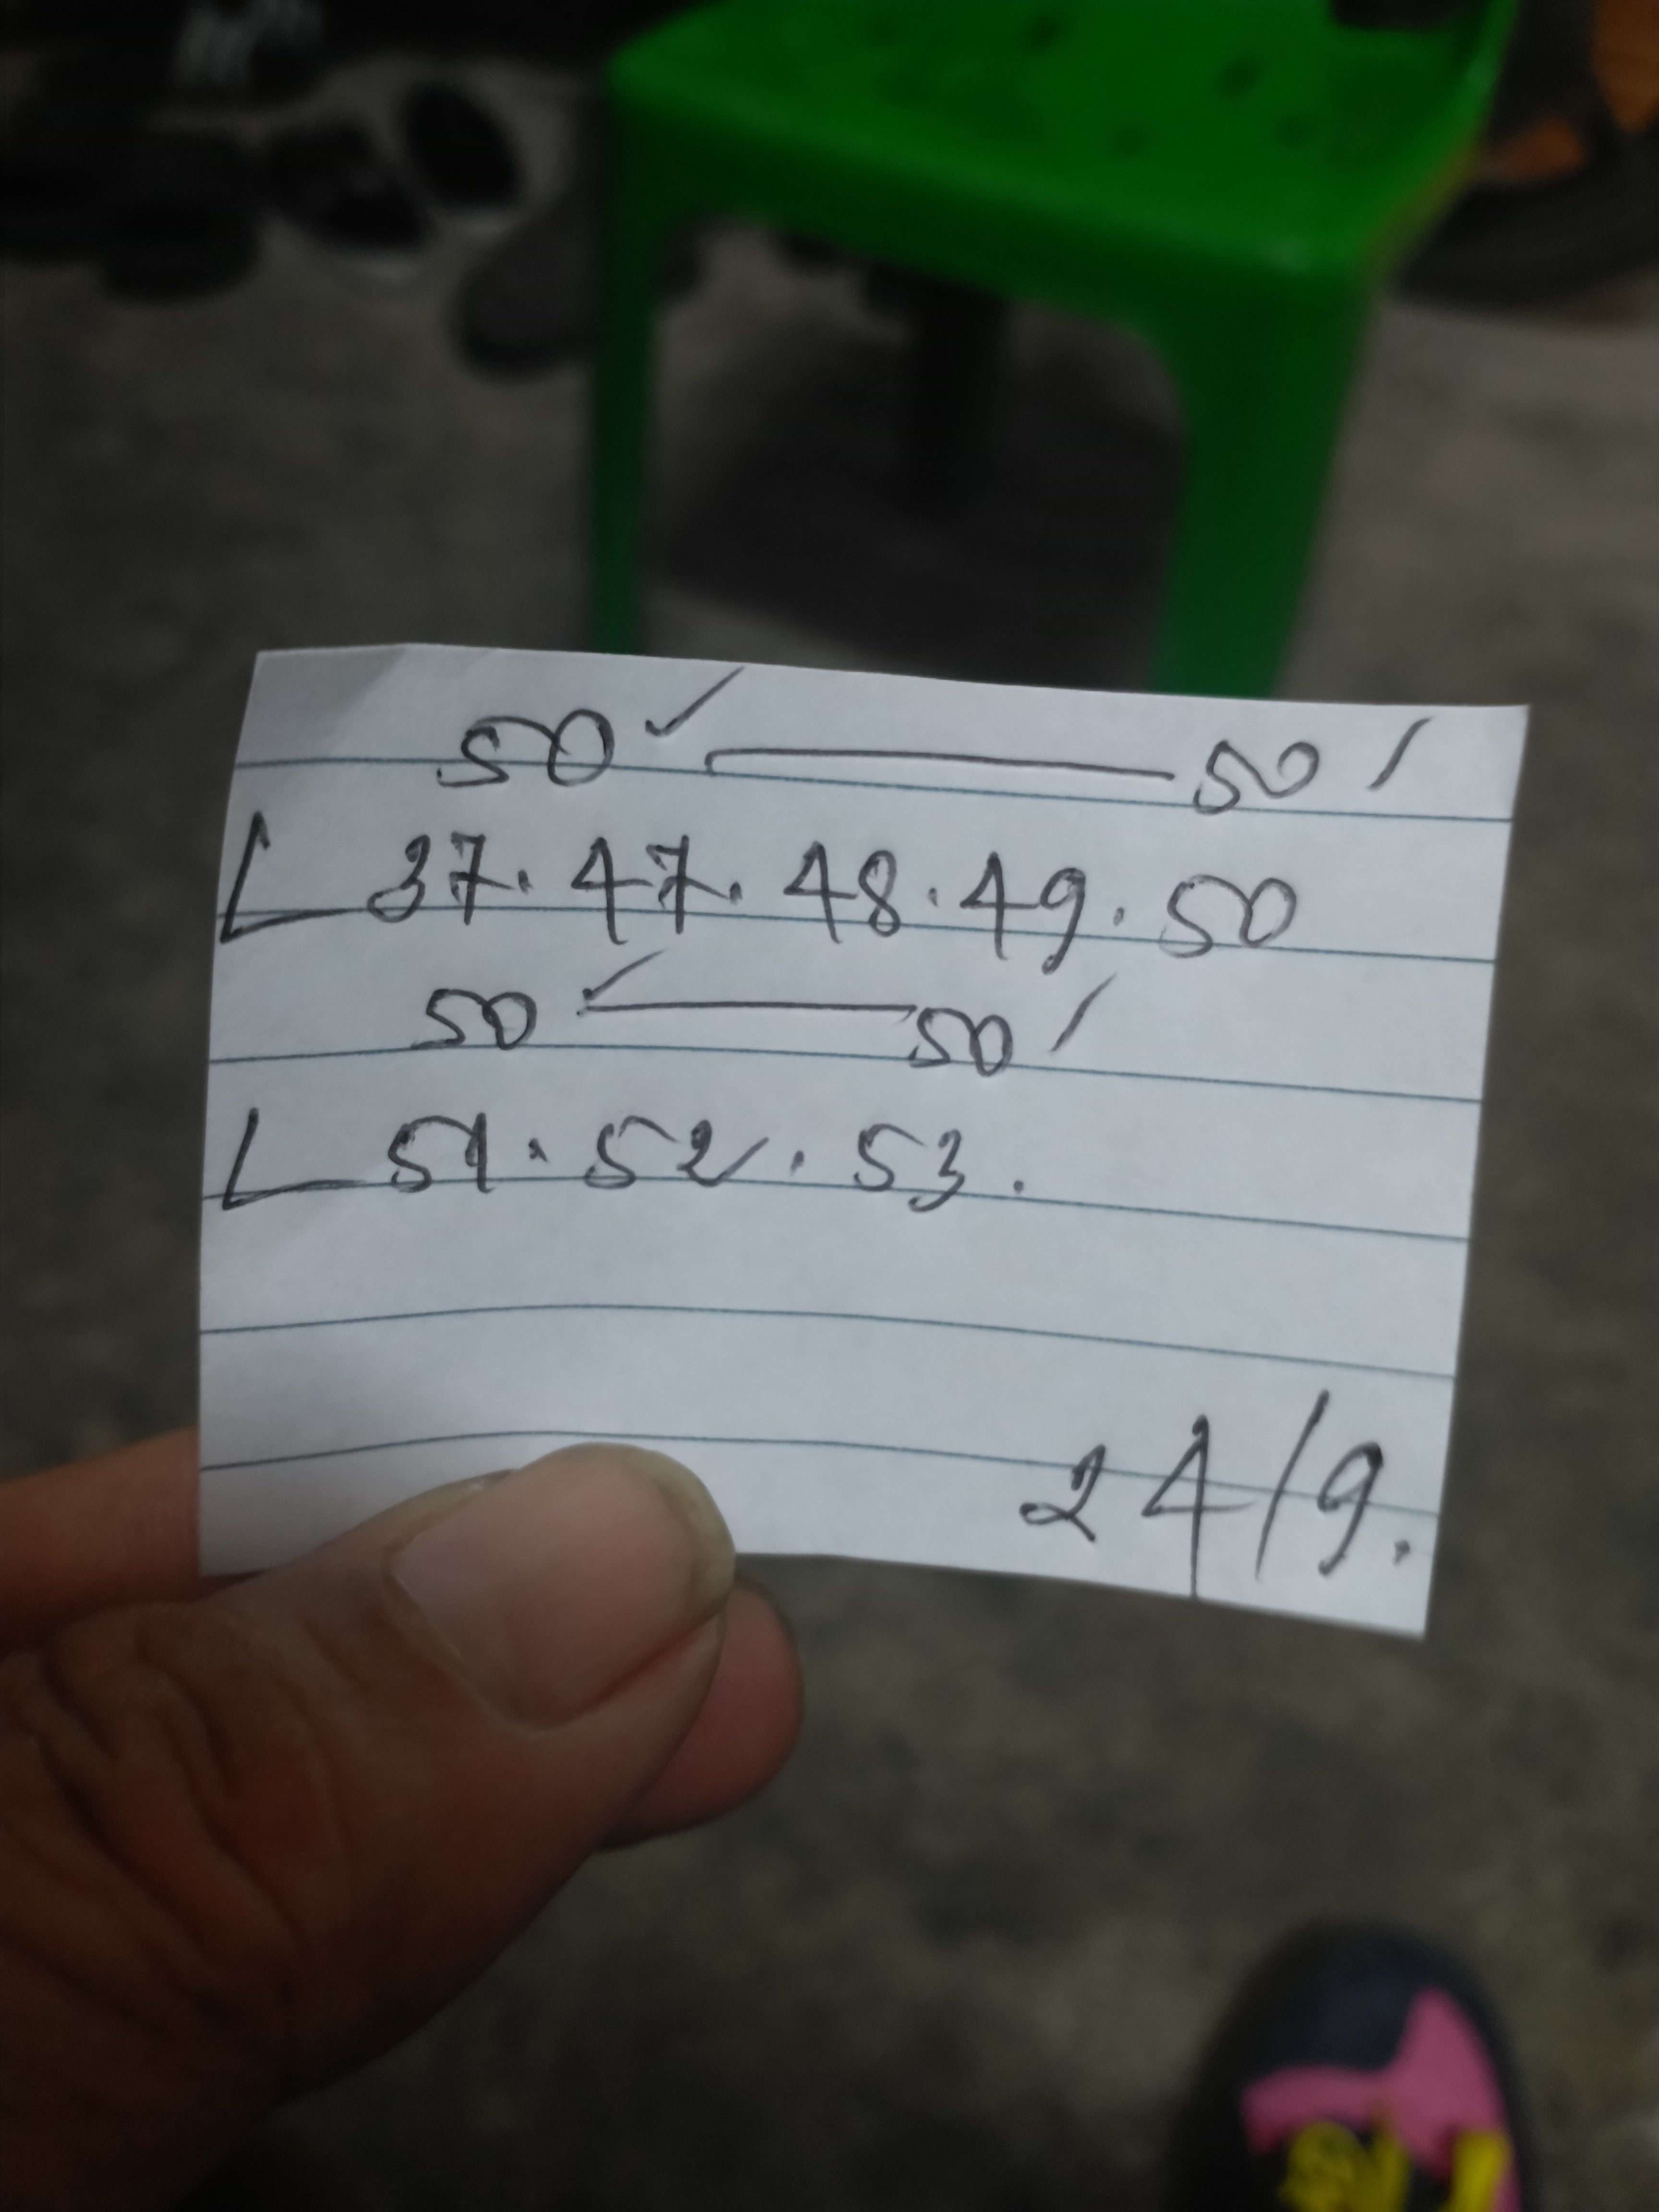 50 ✓ — 50 /
L 37. 47. 48. 49. 50
50 ✓ — 50 /
L 51. 52. 53.
24/9.